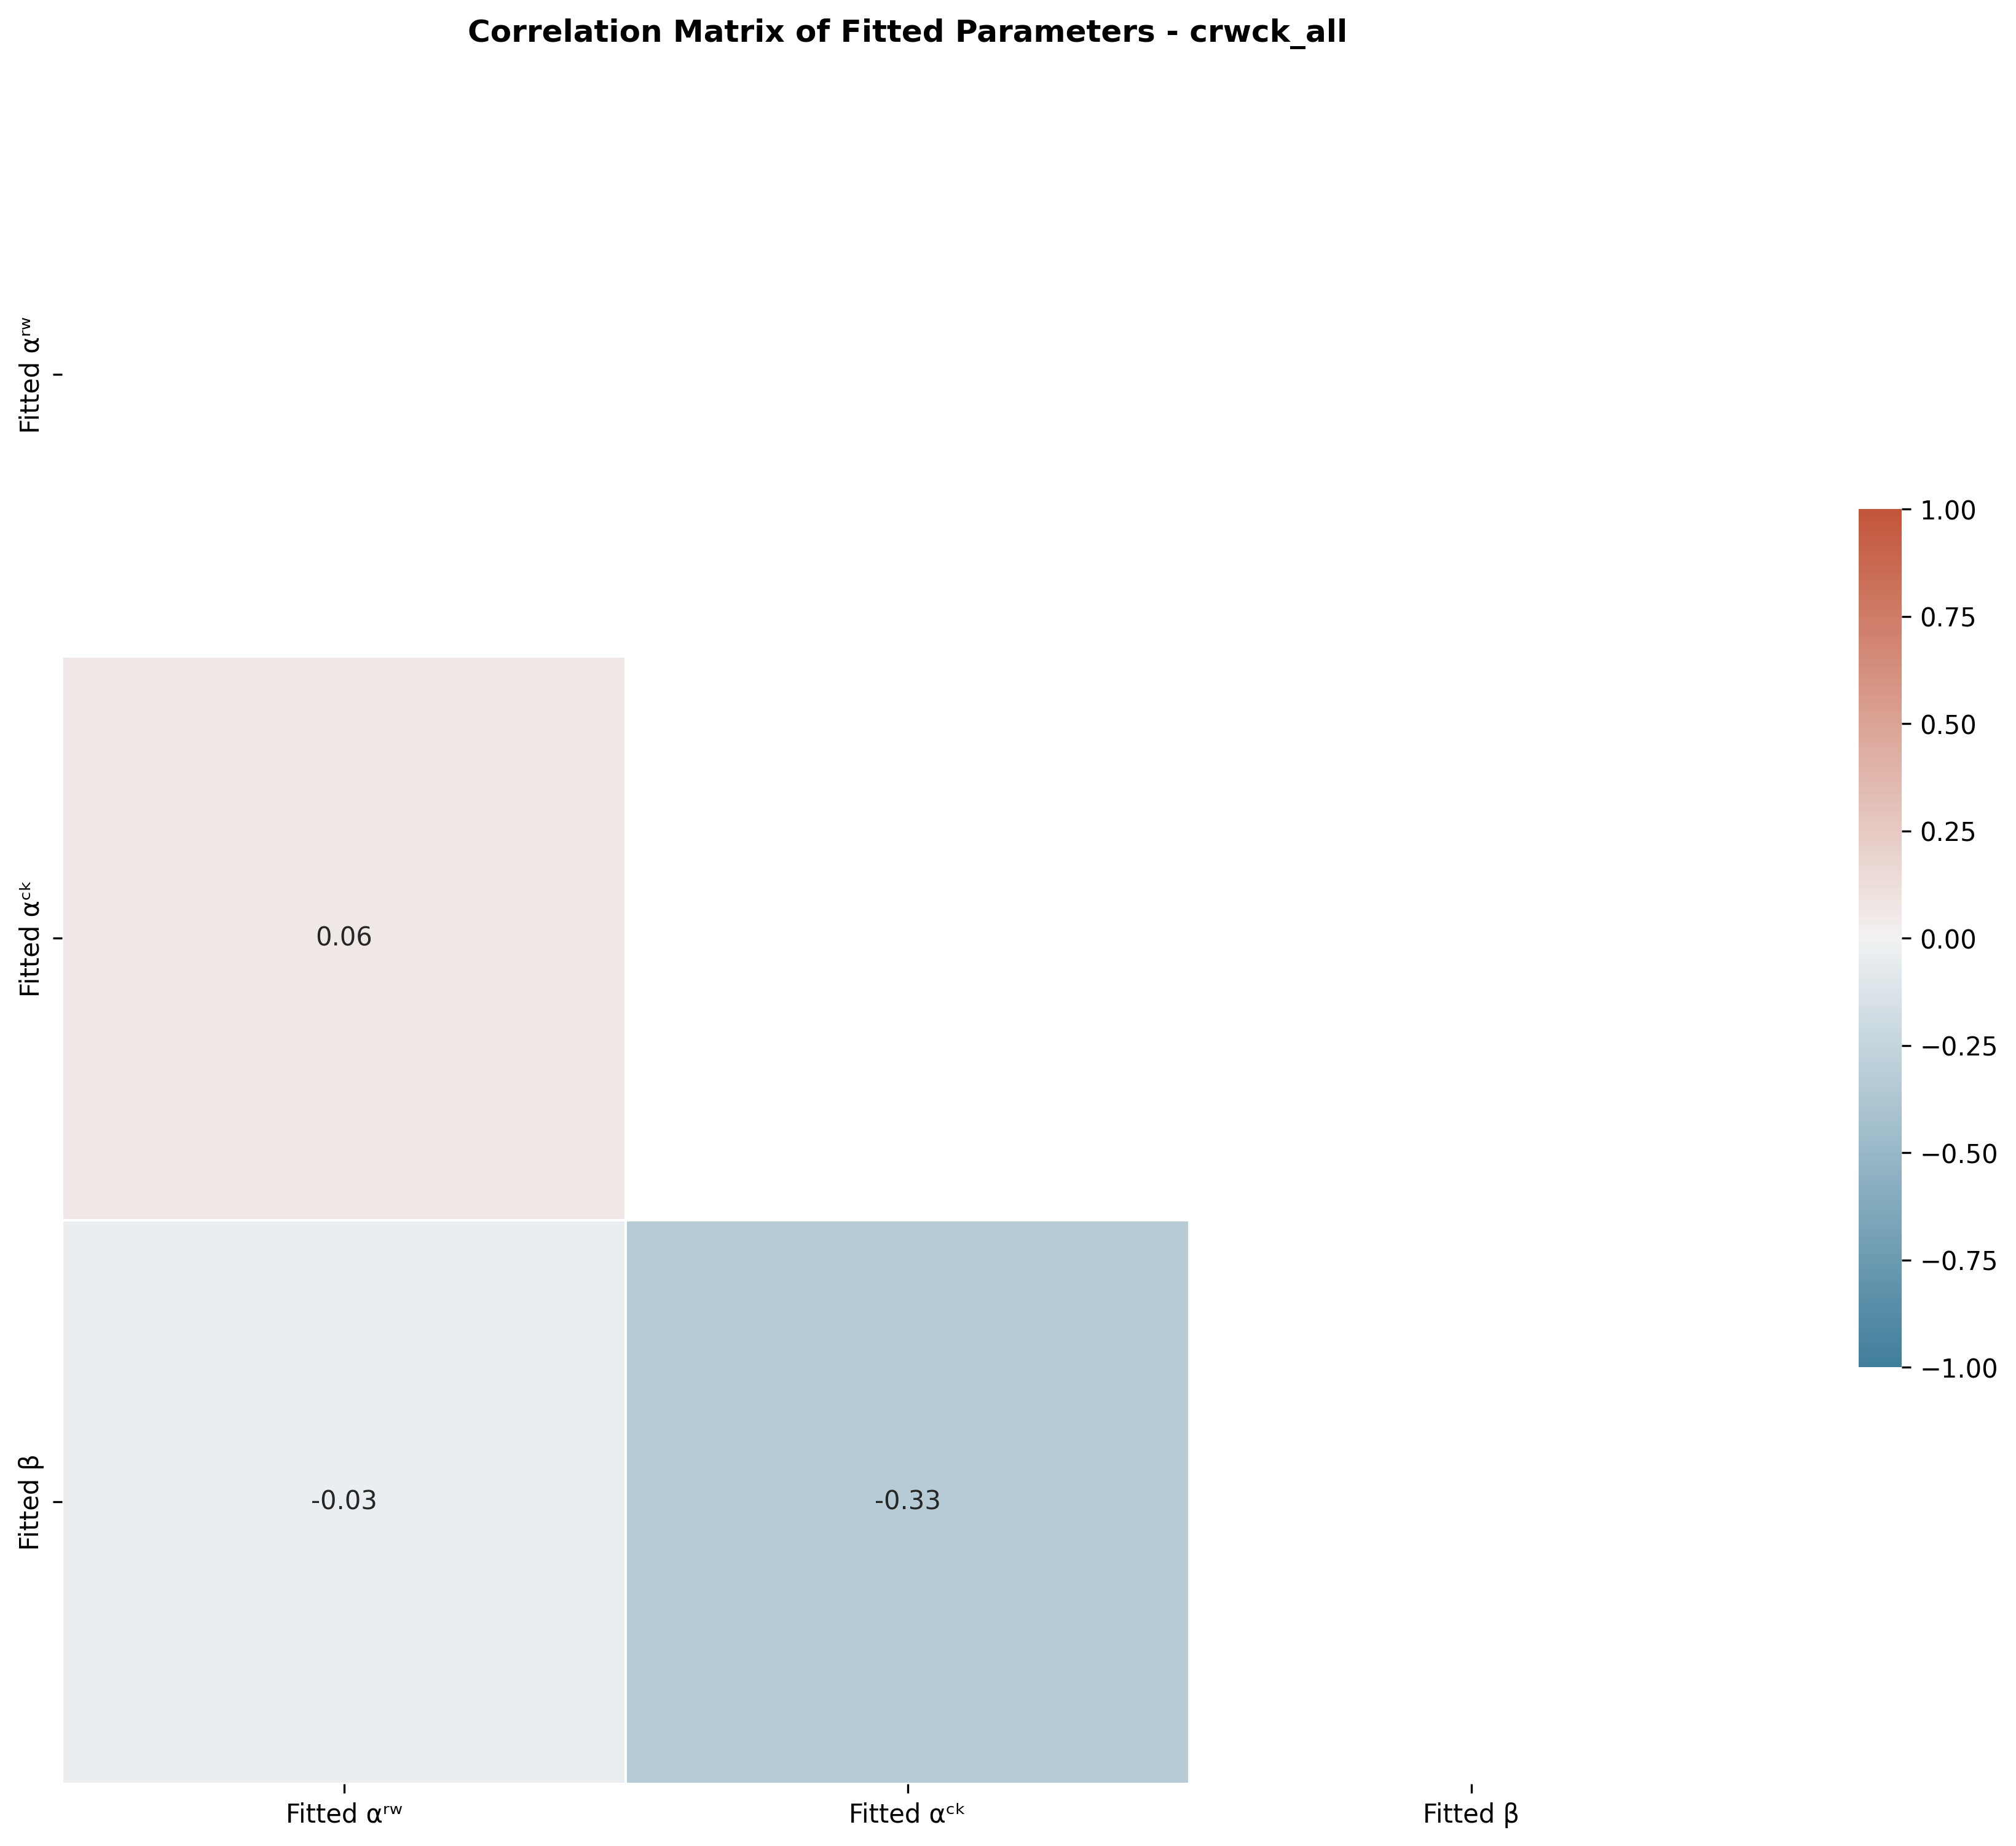 Correlation Matrix of Fitted Parameters - crwck_all
Fitted αʳʷ
Fitted αᶜᵏ
Fitted β
0.06
-0.03
-0.33
Fitted αʳʷ
Fitted αᶜᵏ
Fitted β
1.00
0.75
0.50
0.25
0.00
−0.25
−0.50
−0.75
−1.00